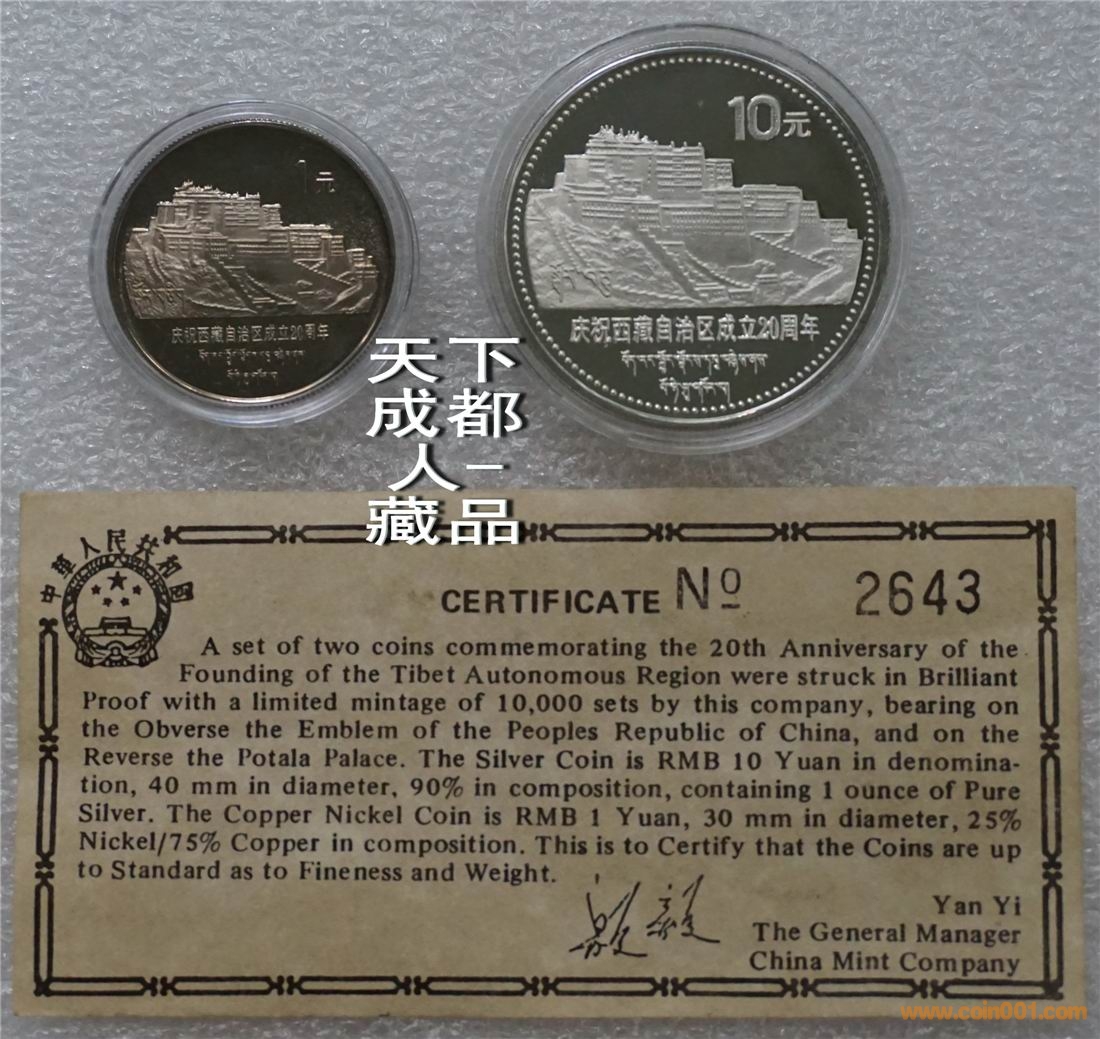 1元
庆祝西藏自治区成立20周年
10元
庆祝西藏自治区成立20周年
天下
成都
人-
藏品
中华人民共和国
CERTIFICATE Nº 2643
A set of two coins commemorating the 20th Anniversary of the
Founding of the Tibet Autonomous Region were struck in Brilliant
Proof with a limited mintage of 10,000 sets by this company, bearing on
the Obverse the Emblem of the Peoples Republic of China, and on the
Reverse the Potala Palace. The Silver Coin is RMB 10 Yuan in denomina-
tion, 40 mm in diameter, 90% in composition, containing 1 ounce of Pure
Silver. The Copper Nickel Coin is RMB 1 Yuan, 30 mm in diameter, 25%
Nickel/75% Copper in composition. This is to Certify that the Coins are up
to Standard as to Fineness and Weight.
Yan Yi
The General Manager
China Mint Company
www.coin001.com